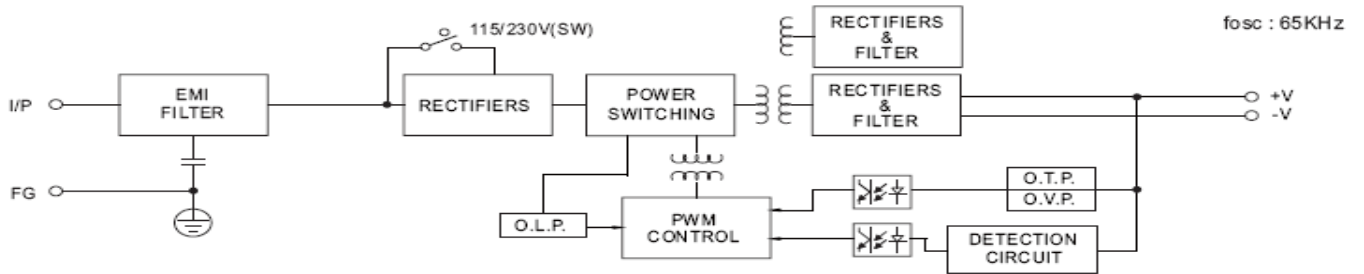 115/230V(SW)
RECTIFIERS
&
FILTER
fosc : 65KHz
I/P
EMI
FILTER
RECTIFIERS
POWER
SWITCHING
RECTIFIERS
&
FILTER
+V
-V
FG
O.L.P.
PWM
CONTROL
O.T.P.
O.V.P.
DETECTION
CIRCUIT